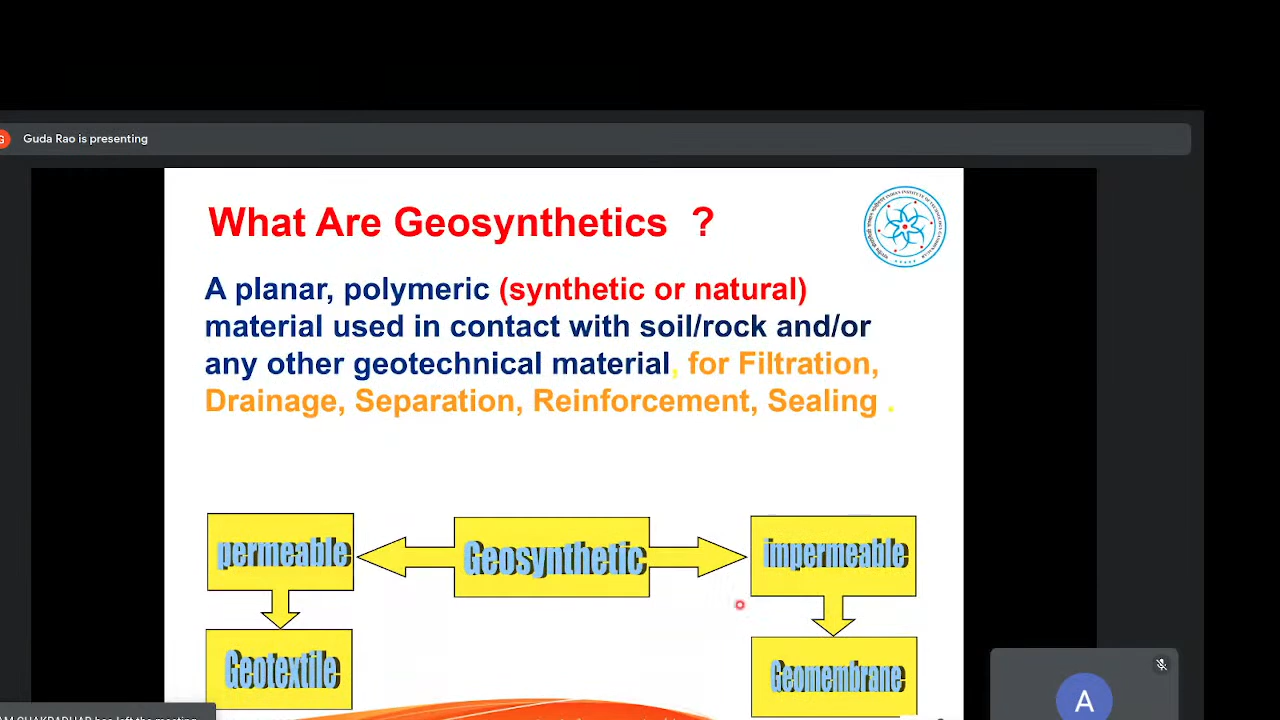 G
Guda Rao is presenting
What Are Geosynthetics ?
A planar, polymeric (synthetic or natural)
material used in contact with soil/rock and/or
any other geotechnical material, for Filtration,
Drainage, Separation, Reinforcement, Sealing .
permeable
Geosynthetic
impermeable
Geotextile
Geomembrane
A